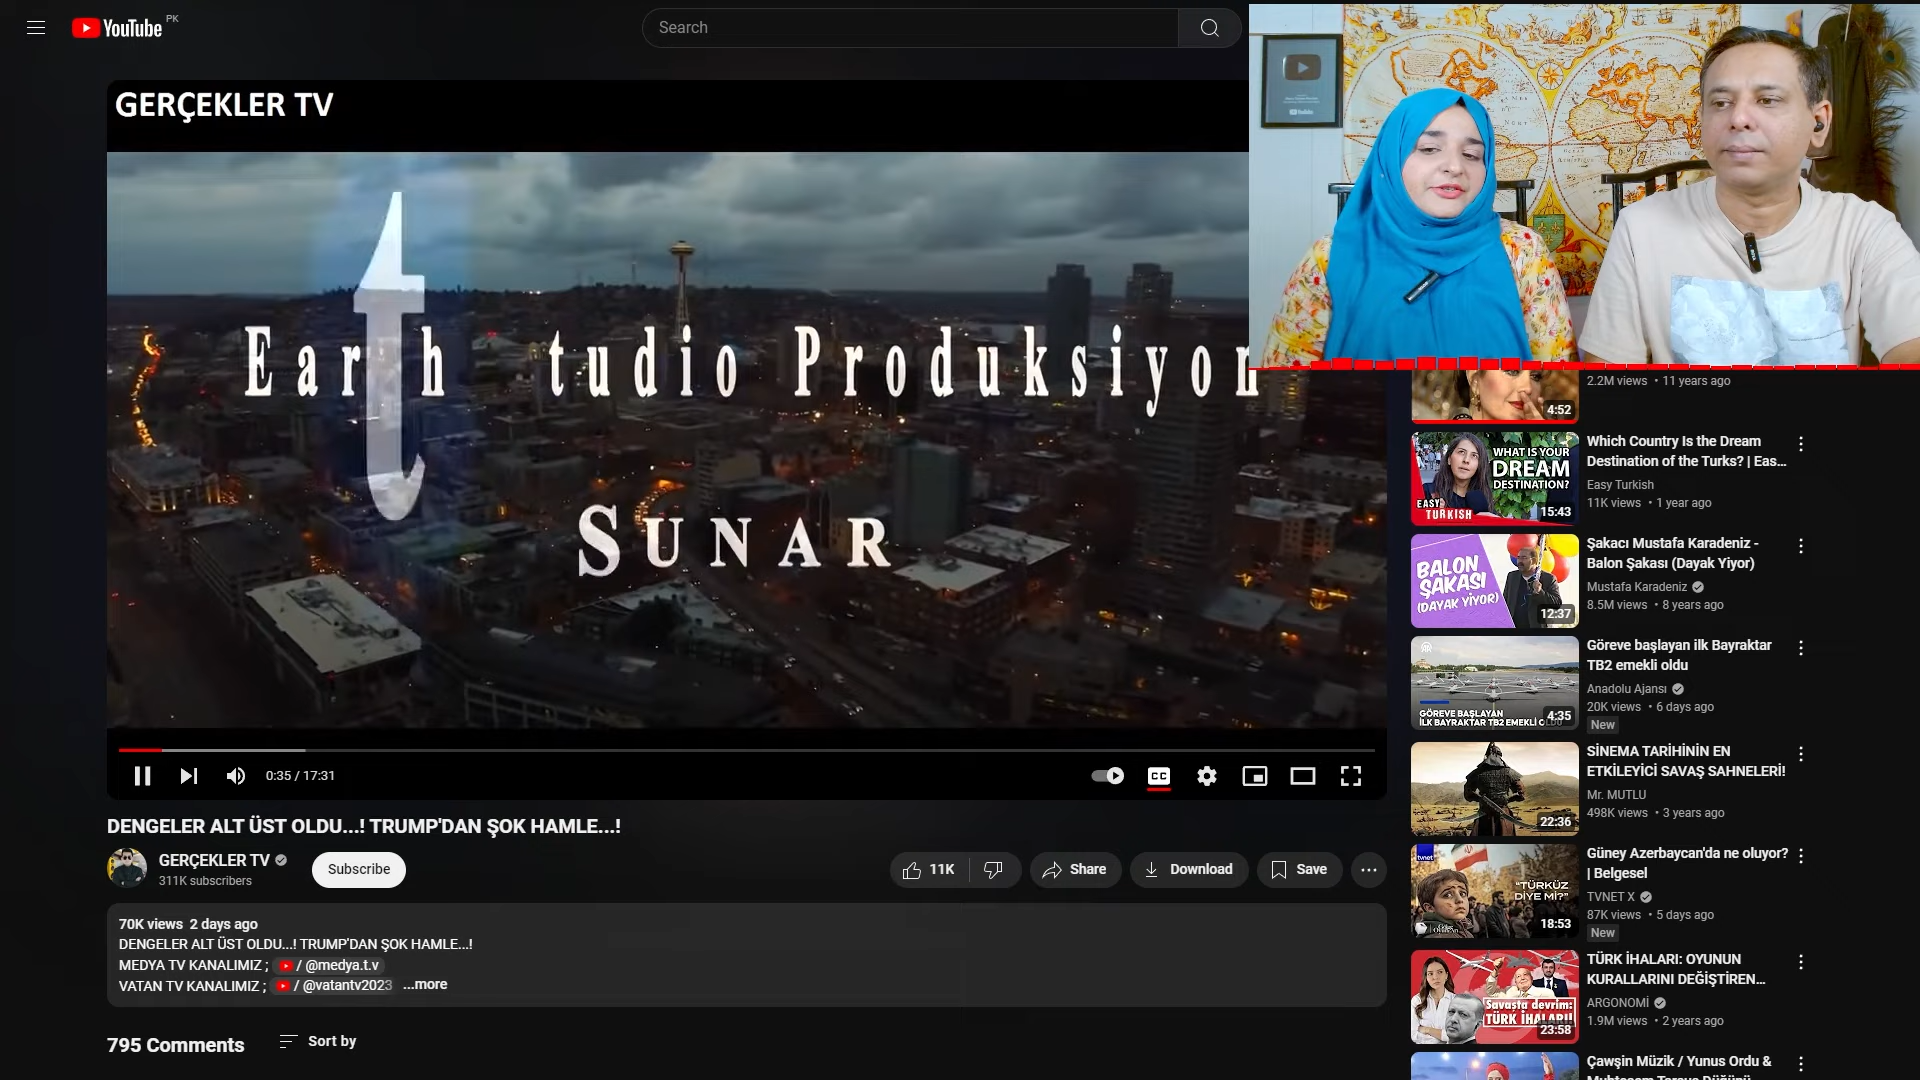 YouTube PK
Search
GERÇEKLER TV
Earth tudio Produksiyon
SUNAR
0:35 / 17:31
CC
DENGELER ALT ÜST OLDU...! TRUMP'DAN ŞOK HAMLE...!
GERÇEKLER TV
311K subscribers
Subscribe
11K
Share
Download
Save
70K views 2 days ago
DENGELER ALT ÜST OLDU...! TRUMP'DAN ŞOK HAMLE...!
MEDYA TV KANALIMIZ ; / @medya.t.v
VATAN TV KANALIMIZ ; / @vatantv2023 ...more
795 Comments
Sort by
YouTube
4:52
2.2M views • 11 years ago
WHAT IS YOUR
DREAM
DESTINATION?
EASY
TURKISH
15:43
Which Country Is the Dream
Destination of the Turks? | Eas...
Easy Turkish
11K views • 1 year ago
BALON
ŞAKASI
(DAYAK YİYOR)
12:37
Şakacı Mustafa Karadeniz -
Balon Şakası (Dayak Yiyor)
Mustafa Karadeniz
8.5M views • 8 years ago
GÖREVE BAŞLAYAN
İLK BAYRAKTAR TB2 EMEKLİ
4:35
Göreve başlayan ilk Bayraktar
TB2 emekli oldu
Anadolu Ajansı
20K views • 6 days ago
New
22:36
SİNEMA TARİHİNİN EN
ETKİLEYİCİ SAVAŞ SAHNELERİ!
Mr. MUTLU
498K views • 3 years ago
tvnet
"TÜRKÜZ
DİYE Mİ?"
18:53
Güney Azerbaycan'da ne oluyor?
| Belgesel
TVNET X
87K views • 5 days ago
New
Savaşta devrim:
TÜRK İHALARI!
23:58
TÜRK İHALARI: OYUNUN
KURALLARINI DEĞİŞTİREN...
ARGONOMİ
1.9M views • 2 years ago
Çawşin Müzik / Yunus Ordu &